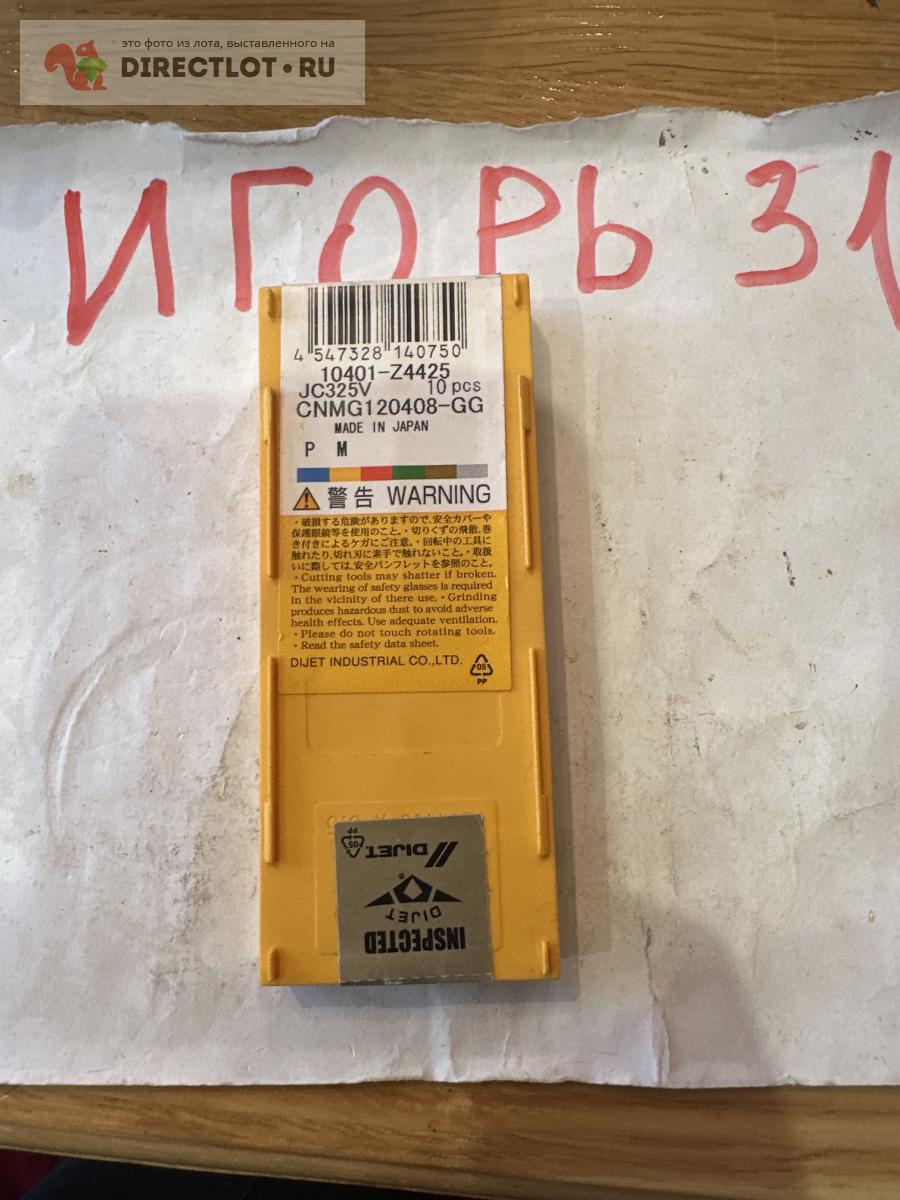 это фото из лота, выставленного на
DIRECTLOT•RU
ИГОРЬ 31
4 547328 140750
10401-Z4425
JC325V 10 pcs
CNMG120408-GG
MADE IN JAPAN
P M
警告 WARNING
・破損する危険がありますので、安全カバーや
保護眼鏡等を使用のこと。・切りくずの飛散、巻
き付きによるケガにご注意。・回転中の工具に
触れたり、切れ刃に素手で触れないこと。・取扱
いに際しては、安全パンフレットを参照のこと。
・Cutting tools may shatter if broken.
The wearing of safety glasses is required
in the vicinity of there use. ・Grinding
produces hazardous dust to avoid adverse
health effects. Use adequate ventilation.
・Please do not touch rotating tools.
・Read the safety data sheet.
DIJET INDUSTRIAL CO.,LTD.
05
PP
05
PP
DIJET
®
DIJET
INSPECTED